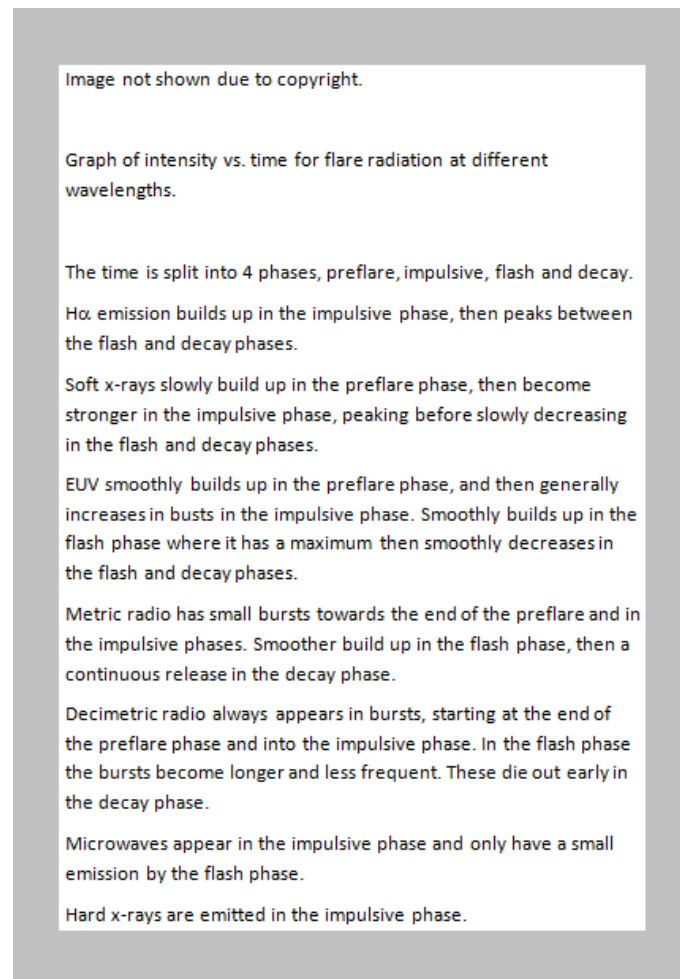 Image not shown due to copyright.
Graph of intensity vs. time for flare radiation at different
wavelengths.
The time is split into 4 phases, preflare, impulsive, flash and decay.
Hα emission builds up in the impulsive phase, then peaks between
the flash and decay phases.
Soft x-rays slowly build up in the preflare phase, then become
stronger in the impulsive phase, peaking before slowly decreasing
in the flash and decay phases.
EUV smoothly builds up in the preflare phase, and then generally
increases in busts in the impulsive phase. Smoothly builds up in the
flash phase where it has a maximum then smoothly decreases in
the flash and decay phases.
Metric radio has small bursts towards the end of the preflare and in
the impulsive phases. Smoother build up in the flash phase, then a
continuous release in the decay phase.
Decimetric radio always appears in bursts, starting at the end of
the preflare phase and into the impulsive phase. In the flash phase
the bursts become longer and less frequent. These die out early in
the decay phase.
Microwaves appear in the impulsive phase and only have a small
emission by the flash phase.
Hard x-rays are emitted in the impulsive phase.